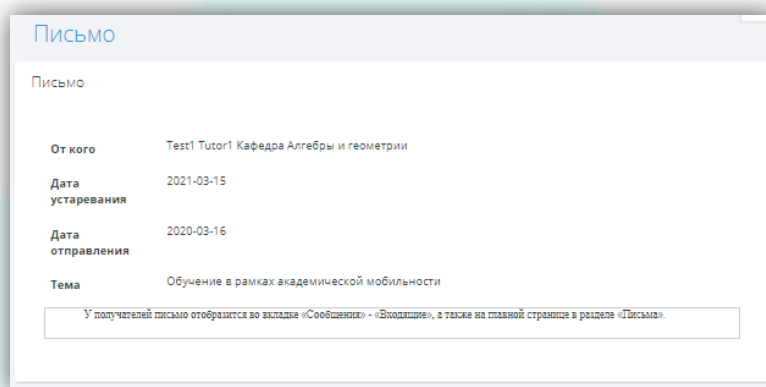 Письмо
Письмо
От кого Test1 Tutor1 Кафедра Алгебры и геометрии
Дата устаревания 2021-03-15
Дата отправления 2020-03-16
Тема Обучение в рамках академической мобильности
У получателей письмо отобразится во вкладке «Сообщения» - «Входящие», а также на главной странице в разделе «Письма».